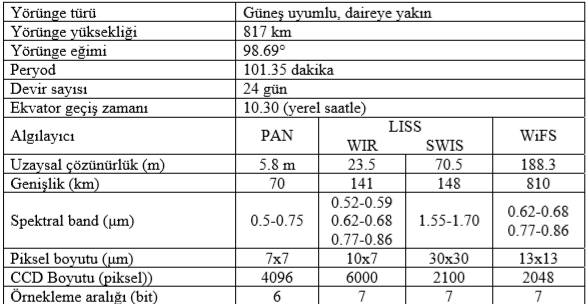 Yörünge türü Güneş uyumlu, daireye yakın
Yörünge yüksekliği 817 km
Yörünge eğimi 98.69°
Peryod 101.35 dakika
Devir sayısı 24 gün
Ekvator geçiş zamanı 10.30 (yerel saatle)
Algılayıcı PAN LISS WiFS
WIR SWIS
Uzaysal çözünürlük (m) 5.8 m 23.5 70.5 188.3
Genişlik (km) 70 141 148 810
Spektral band (µm) 0.5-0.75 0.52-0.59 1.55-1.70 0.62-0.68
0.62-0.68 0.77-0.86
0.77-0.86
Piksel boyutu (µm) 7x7 10x7 30x30 13x13
CCD Boyutu (piksel)) 4096 6000 2100 2048
Örnekleme aralığı (bit) 6 7 7 7